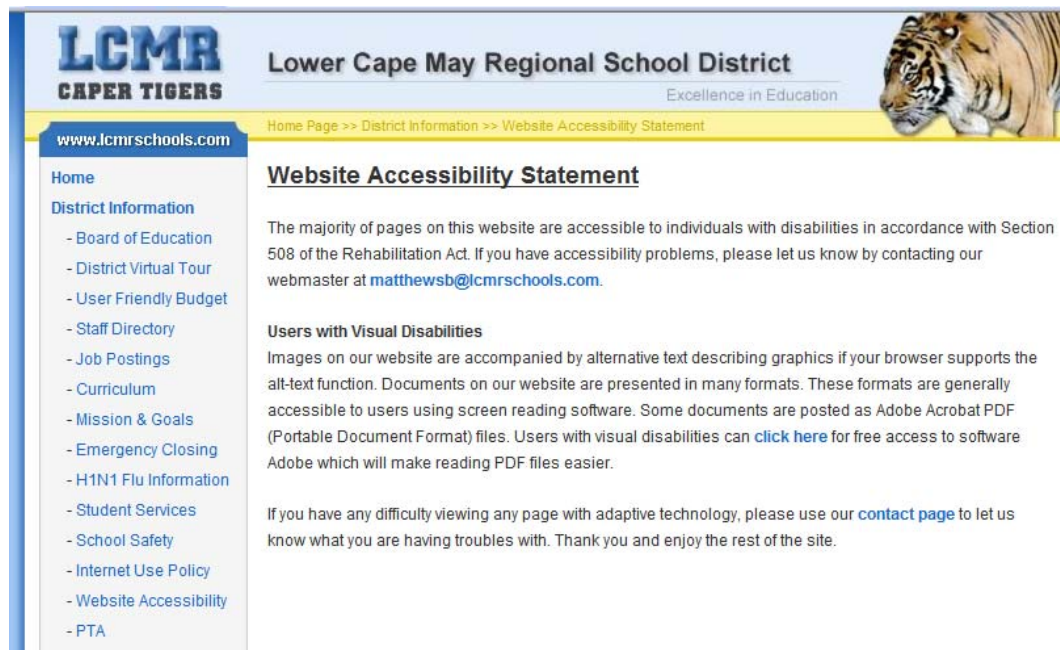 LCMR
CAPER TIGERS
www.lcmrschools.com
Lower Cape May Regional School District
Excellence in Education
Home Page >> District Information >> Website Accessibility Statement
Home
District Information
- Board of Education
- District Virtual Tour
- User Friendly Budget
- Staff Directory
- Job Postings
- Curriculum
- Mission & Goals
- Emergency Closing
- H1N1 Flu Information
- Student Services
- School Safety
- Internet Use Policy
- Website Accessibility
- PTA
Website Accessibility Statement
The majority of pages on this website are accessible to individuals with disabilities in accordance with Section
508 of the Rehabilitation Act. If you have accessibility problems, please let us know by contacting our
webmaster at matthewsb@lcmrschools.com.
Users with Visual Disabilities
Images on our website are accompanied by alternative text describing graphics if your browser supports the
alt-text function. Documents on our website are presented in many formats. These formats are generally
accessible to users using screen reading software. Some documents are posted as Adobe Acrobat PDF
(Portable Document Format) files. Users with visual disabilities can click here for free access to software
Adobe which will make reading PDF files easier.
If you have any difficulty viewing any page with adaptive technology, please use our contact page to let us
know what you are having troubles with. Thank you and enjoy the rest of the site.